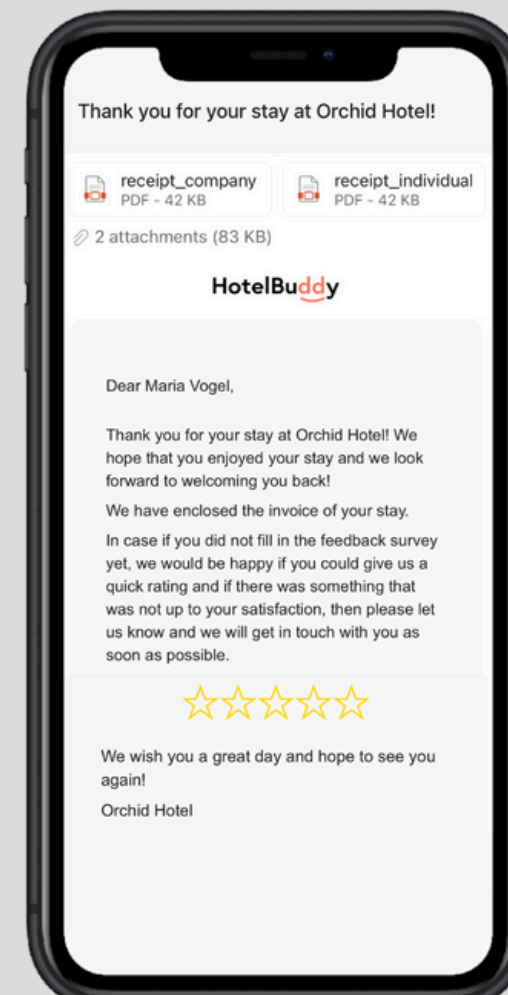 Thank you for your stay at Orchid Hotel!
receipt_company
PDF - 42 KB
receipt_individual
PDF - 42 KB
2 attachments (83 KB)
HotelBuddy
Dear Maria Vogel,
Thank you for your stay at Orchid Hotel! We
hope that you enjoyed your stay and we look
forward to welcoming you back!
We have enclosed the invoice of your stay.
In case if you did not fill in the feedback survey
yet, we would be happy if you could give us a
quick rating and if there was something that
was not up to your satisfaction, then please let
us know and we will get in touch with you as
soon as possible.
We wish you a great day and hope to see you
again!
Orchid Hotel